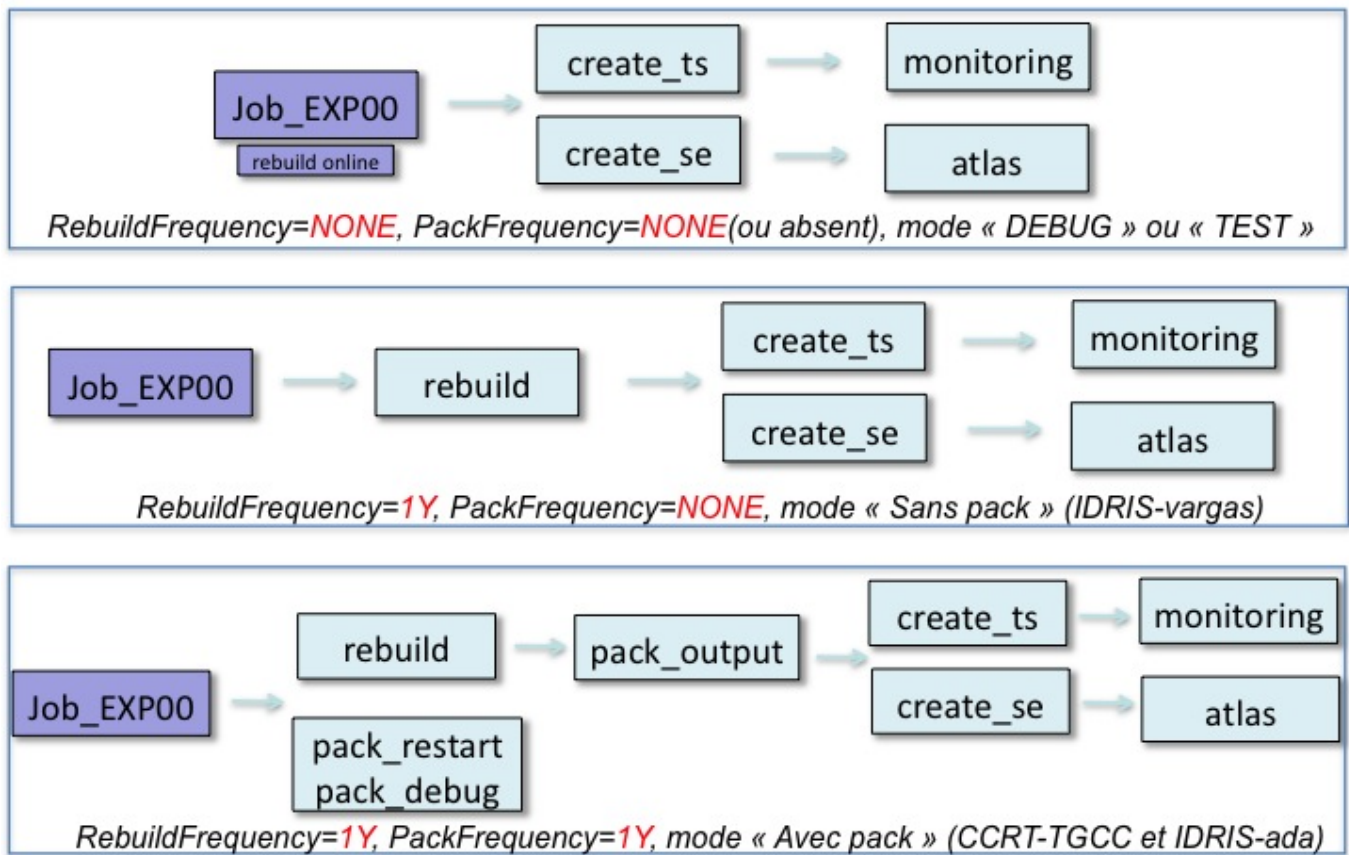 create_ts
monitoring
Job_EXP00
rebuild online
create_se
atlas
RebuildFrequency=NONE, PackFrequency=NONE(ou absent), mode « DEBUG » ou « TEST »
create_ts
monitoring
Job_EXP00
rebuild
create_se
atlas
RebuildFrequency=1Y, PackFrequency=NONE, mode « Sans pack » (IDRIS-vargas)
create_ts
monitoring
rebuild
pack_output
Job_EXP00
create_se
atlas
pack_restart
pack_debug
RebuildFrequency=1Y, PackFrequency=1Y, mode « Avec pack » (CCRT-TGCC et IDRIS-ada)